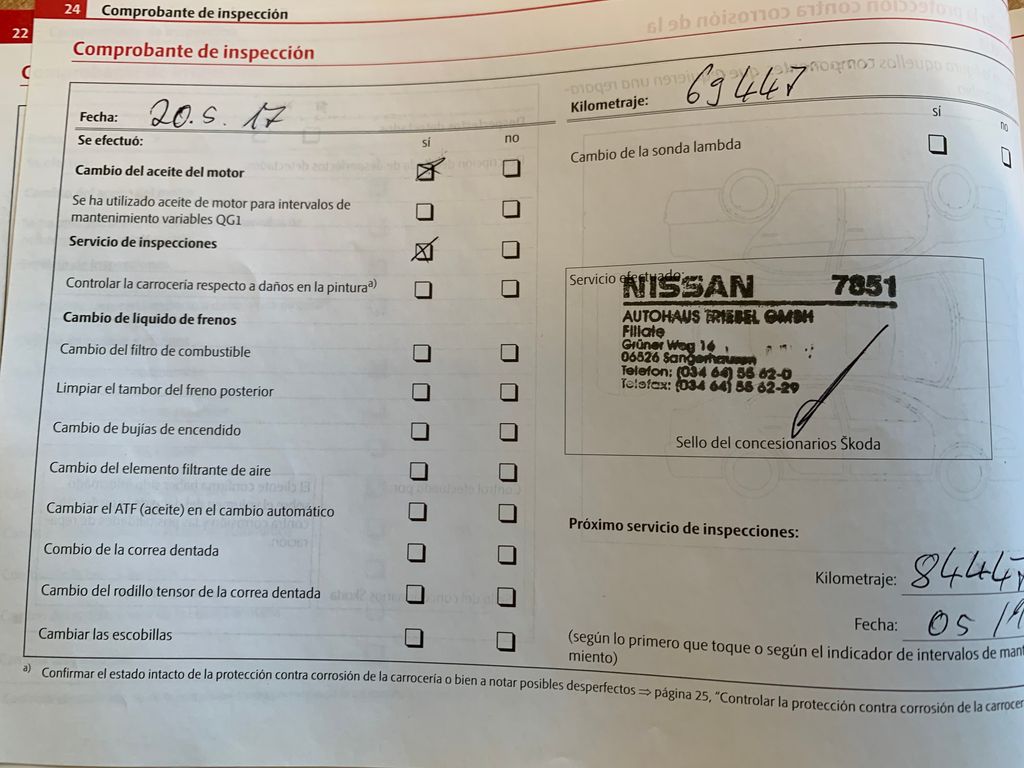 24 Comprobante de inspección
22
Comprobante de inspección
Fecha: 20.5.17
Kilometraje: 69447
Se efectuó: sí no
sí no
Cambio del aceite del motor
Cambio de la sonda lambda
Se ha utilizado aceite de motor para intervalos de
mantenimiento variables QG1
Servicio de inspecciones
Controlar la carrocería respecto a daños en la pintura a)
Cambio de líquido de frenos
Cambio del filtro de combustible
Limpiar el tambor del freno posterior
Cambio de bujías de encendido
Cambio del elemento filtrante de aire
Cambiar el ATF (aceite) en el cambio automático
Combio de la correa dentada
Cambio del rodillo tensor de la correa dentada
Cambiar las escobillas
Servicio efectuado:
NISSAN 7851
AUTOHAUS TRIEBEL GMBH
Filiale
Grüner Weg 14
06526 Sangerhausen
Telefon: (034 64) 55 62-0
Telefax: (034 64) 55 62-29
Sello del concesionarios Škoda
Próximo servicio de inspecciones:
Kilometraje: 84447
Fecha: 05/19
(según lo primero que toque o según el indicador de intervalos de mant
miento)
a) Confirmar el estado intacto de la protección contra corrosión de la carrocería o bien a notar posibles desperfectos ⇒ página 25, "Controlar la protección contra corrosión de la carrocer